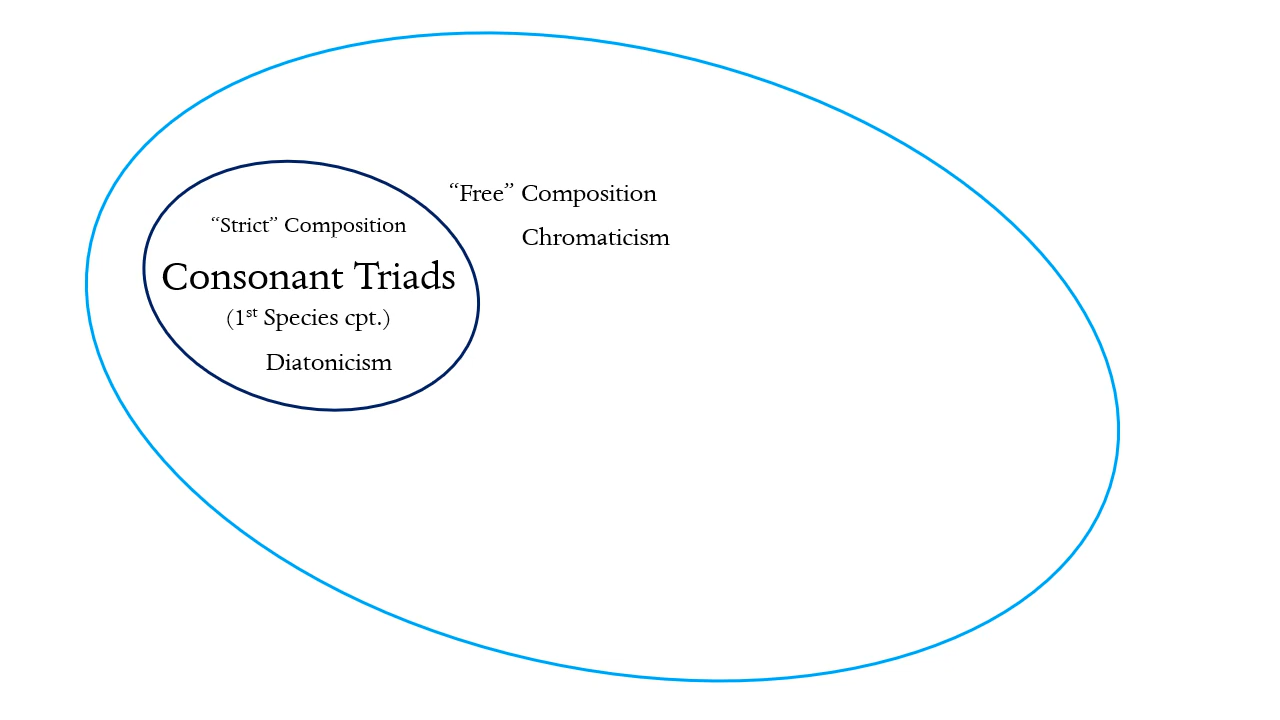 “Strict” Composition
Consonant Triads
(1st Species cpt.)
Diatonicism
“Free” Composition
Chromaticism